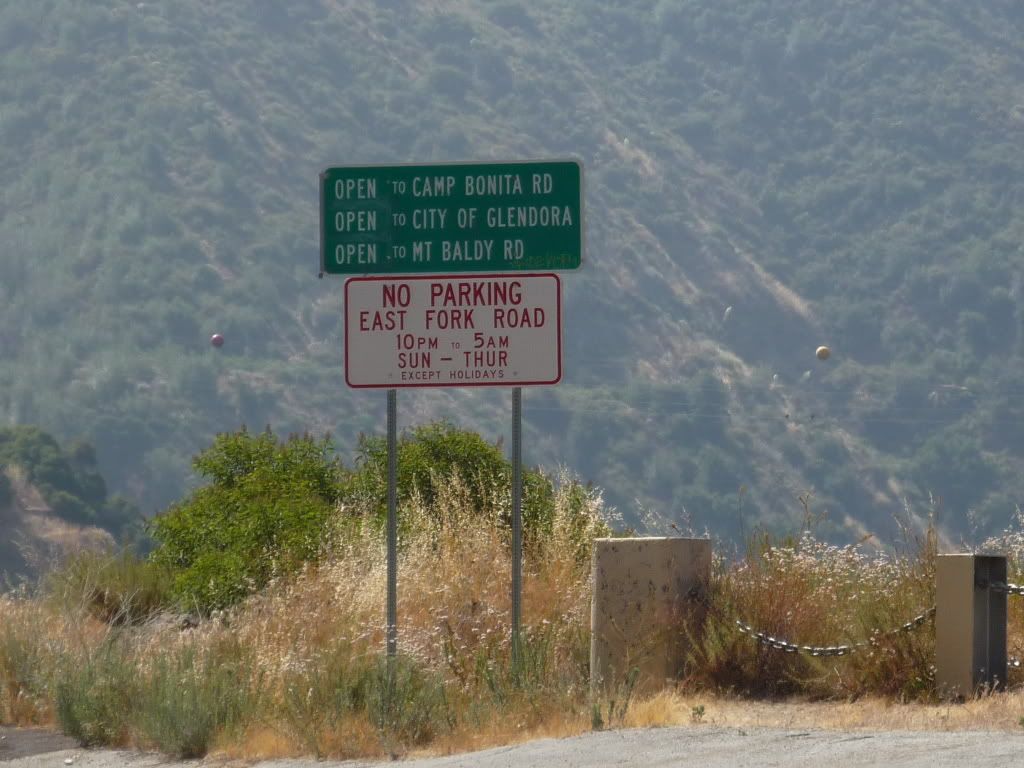 OPEN TO CAMP BONITA RD
OPEN TO CITY OF GLENDORA
OPEN TO MT BALDY RD
NO PARKING
EAST FORK ROAD
10PM TO 5AM
SUN – THUR
EXCEPT HOLIDAYS